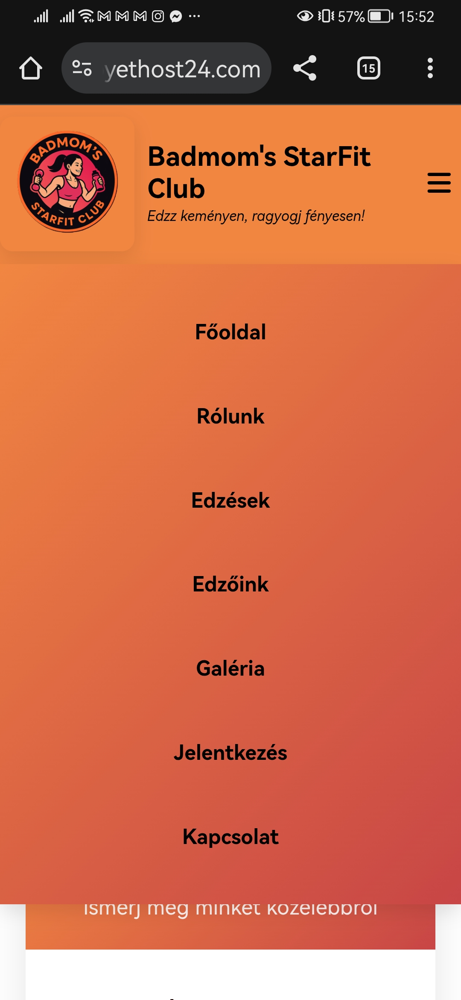 57% 15:52
yethost24.com
15
BADMOM'S
STARFIT CLUB
Badmom's StarFit
Club
Edzz keményen, ragyogj fényesen!
Főoldal
Rólunk
Edzések
Edzőink
Galéria
Jelentkezés
Kapcsolat
Ismerj meg minket közelebbről